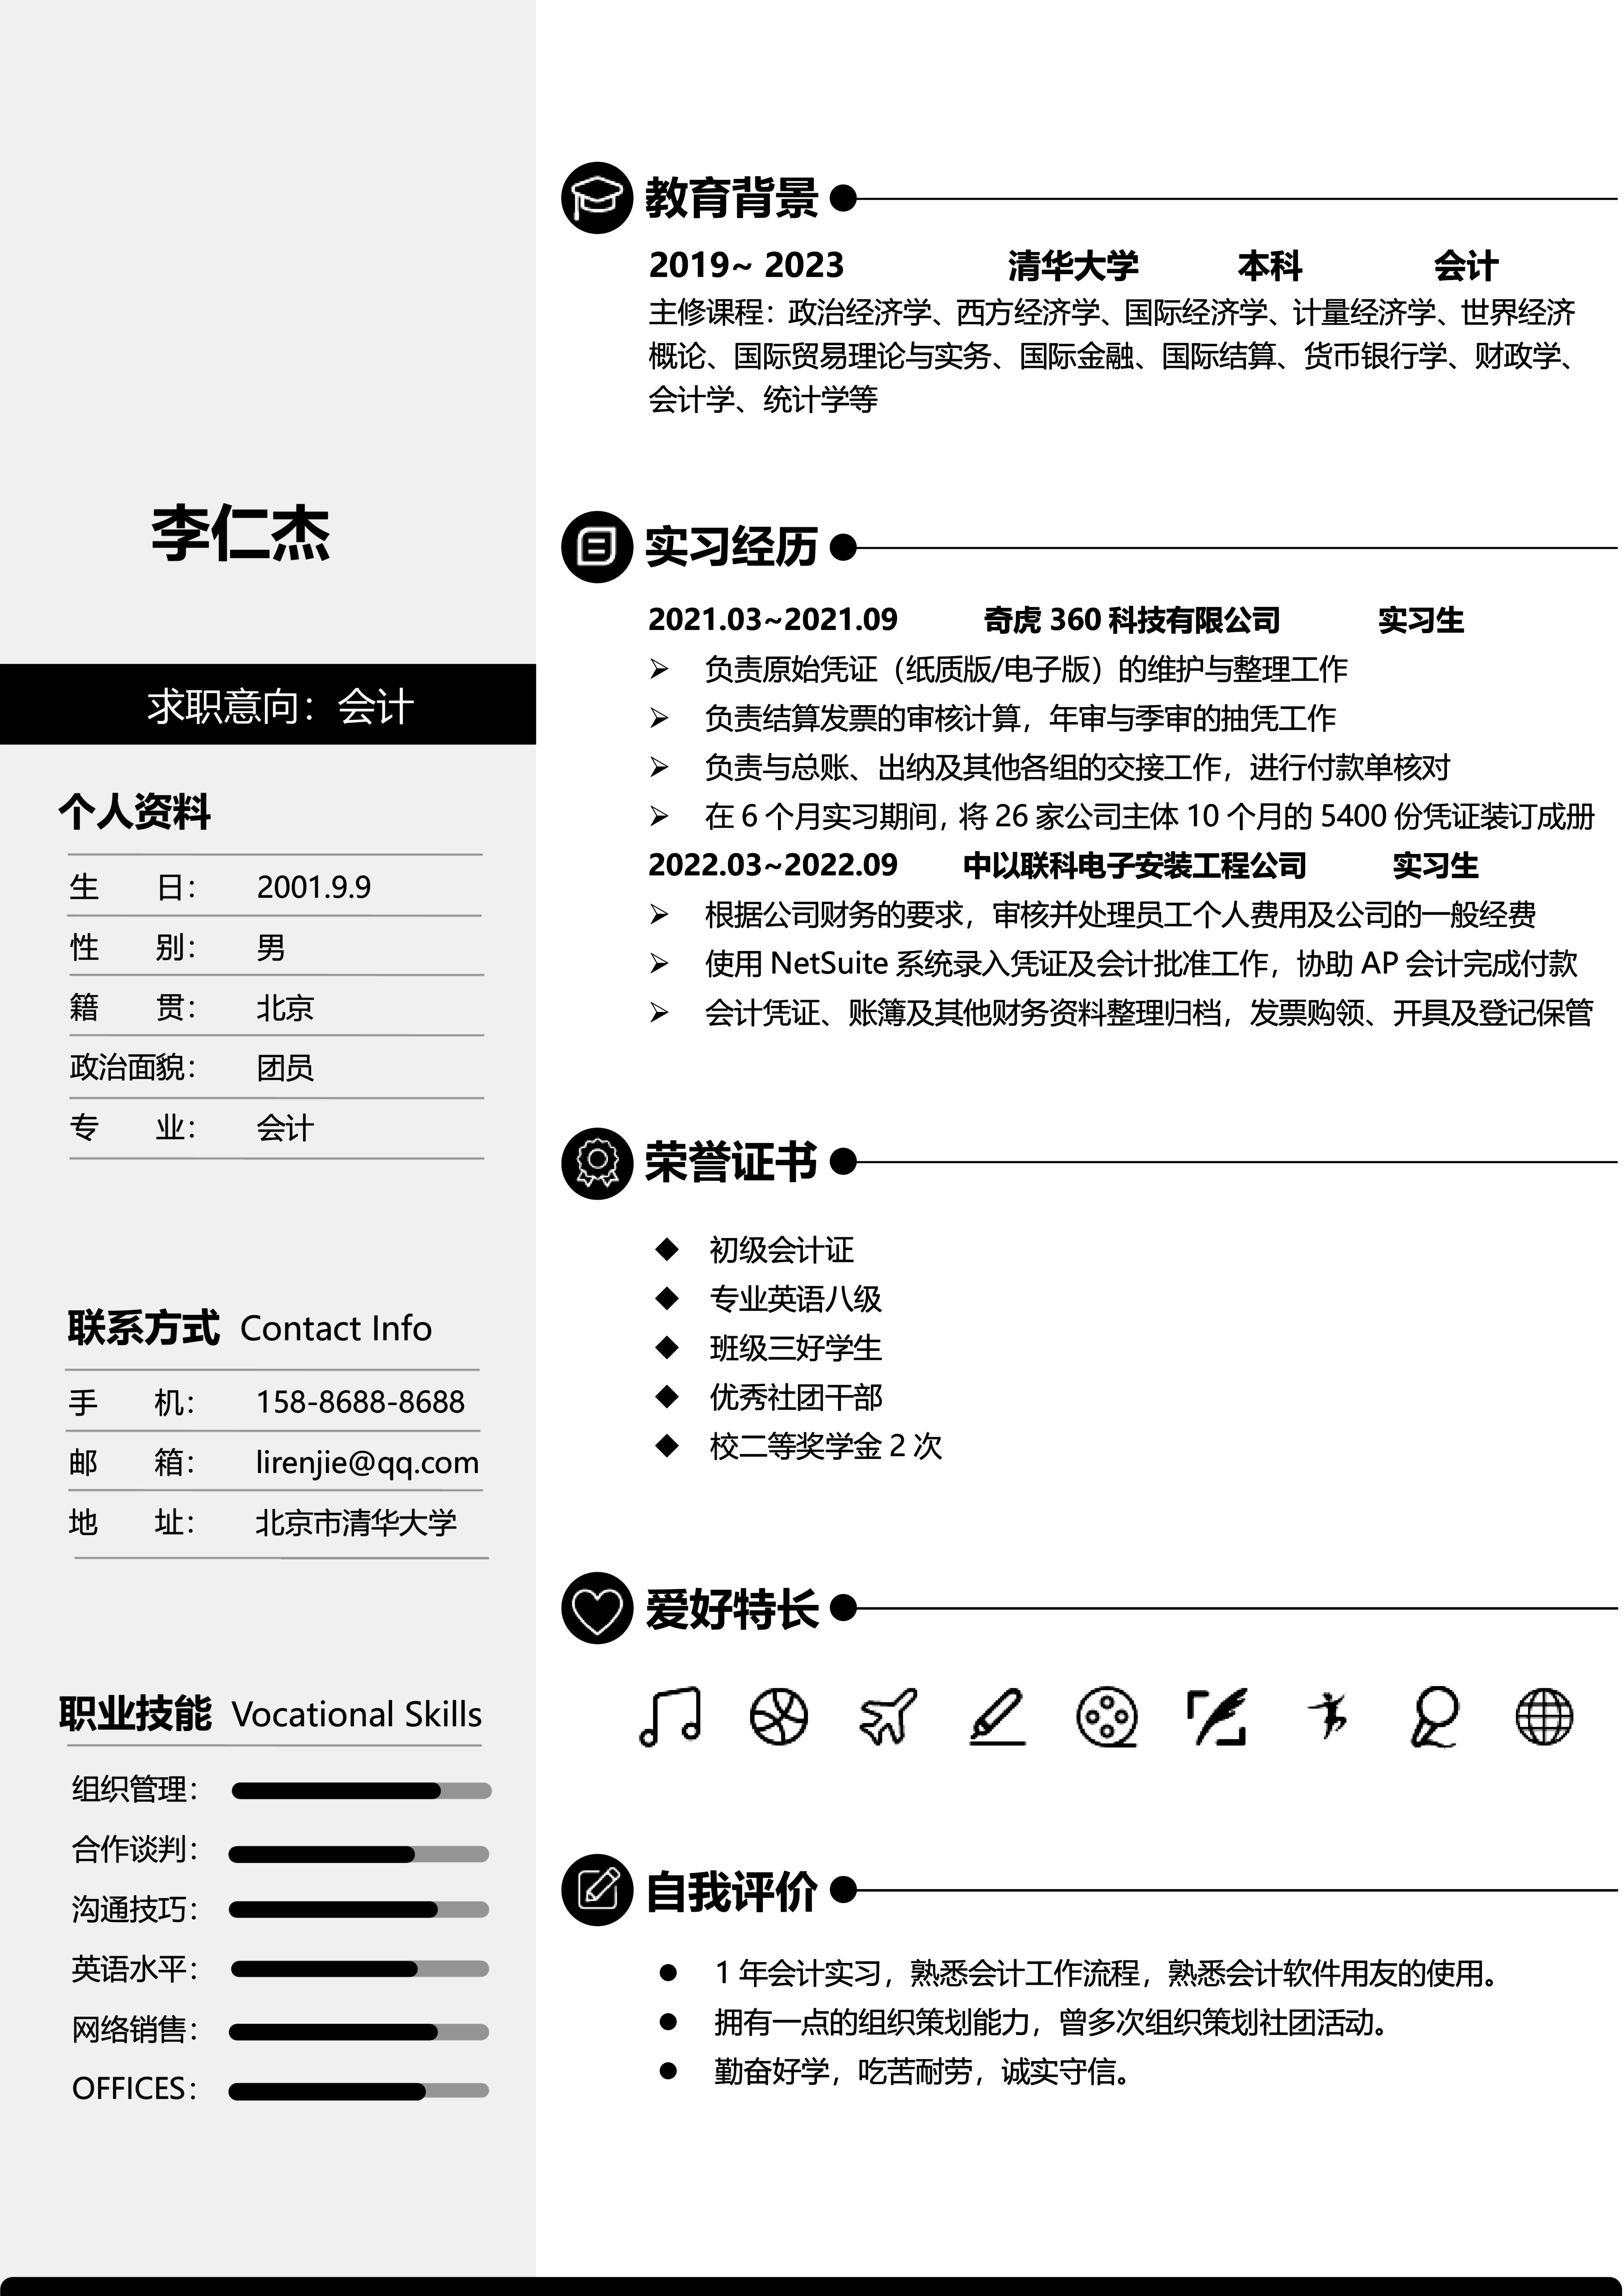 李仁杰
求职意向：会计
个人资料
生 日： 2001.9.9
性 别： 男
籍 贯： 北京
政治面貌： 团员
专 业： 会计
联系方式 Contact Info
手 机： 158-8688-8688
邮 箱： lirenjie@qq.com
地 址： 北京市清华大学
职业技能 Vocational Skills
组织管理：
合作谈判：
沟通技巧：
英语水平：
网络销售：
OFFICES：
教育背景
2019~ 2023 清华大学 本科 会计
主修课程：政治经济学、西方经济学、国际经济学、计量经济学、世界经济
概论、国际贸易理论与实务、国际金融、国际结算、货币银行学、财政学、
会计学、统计学等
实习经历
2021.03~2021.09 奇虎 360 科技有限公司 实习生
➢ 负责原始凭证（纸质版/电子版）的维护与整理工作
➢ 负责结算发票的审核计算，年审与季审的抽凭工作
➢ 负责与总账、出纳及其他各组的交接工作，进行付款单核对
➢ 在 6 个月实习期间，将 26 家公司主体 10 个月的 5400 份凭证装订成册
2022.03~2022.09 中以联科电子安装工程公司 实习生
➢ 根据公司财务的要求，审核并处理员工个人费用及公司的一般经费
➢ 使用 NetSuite 系统录入凭证及会计批准工作，协助 AP 会计完成付款
➢ 会计凭证、账簿及其他财务资料整理归档，发票购领、开具及登记保管
荣誉证书
◆ 初级会计证
◆ 专业英语八级
◆ 班级三好学生
◆ 优秀社团干部
◆ 校二等奖学金 2 次
爱好特长
自我评价
● 1 年会计实习，熟悉会计工作流程，熟悉会计软件用友的使用。
● 拥有一点的组织策划能力，曾多次组织策划社团活动。
● 勤奋好学，吃苦耐劳，诚实守信。